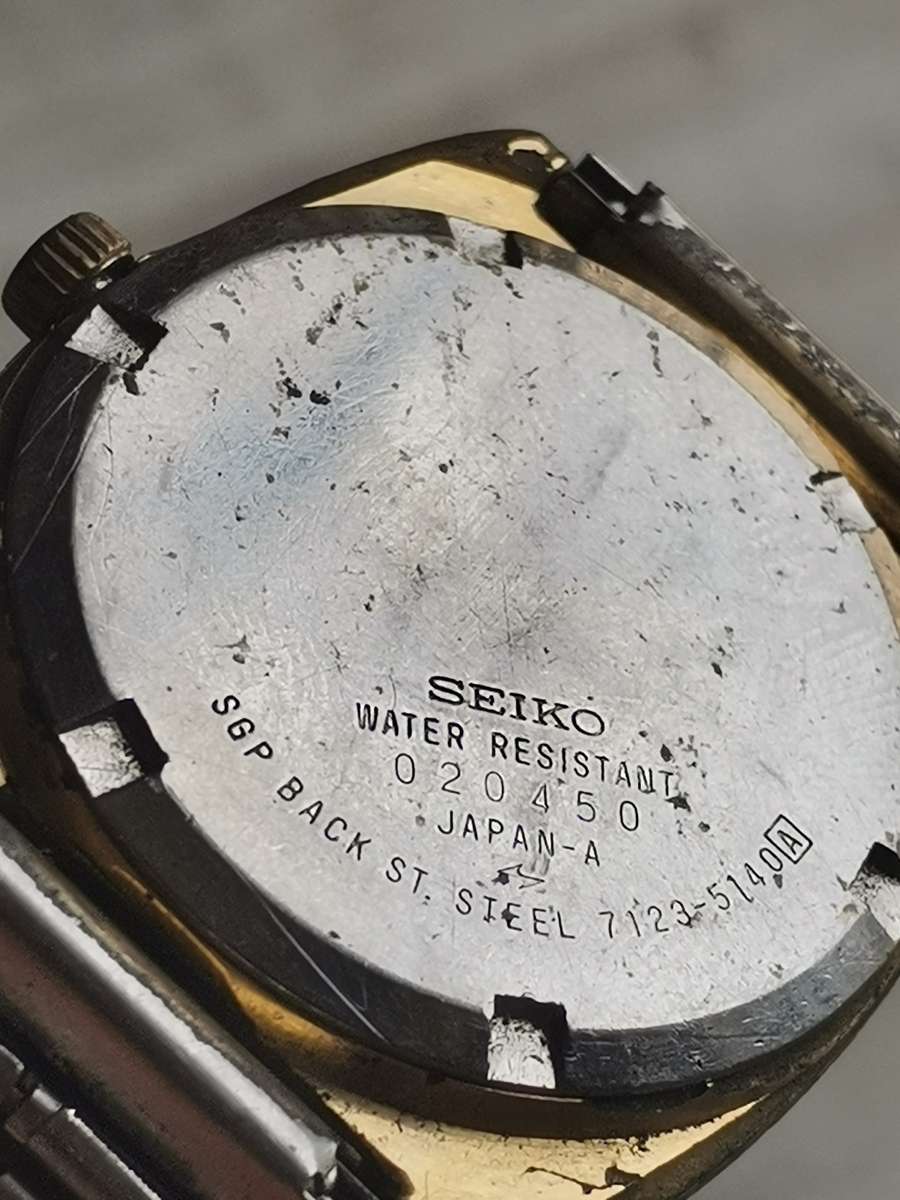 SEIKO
WATER RESISTANT
020450
JAPAN-A
SGP BACK ST. STEEL 7123-5140 A